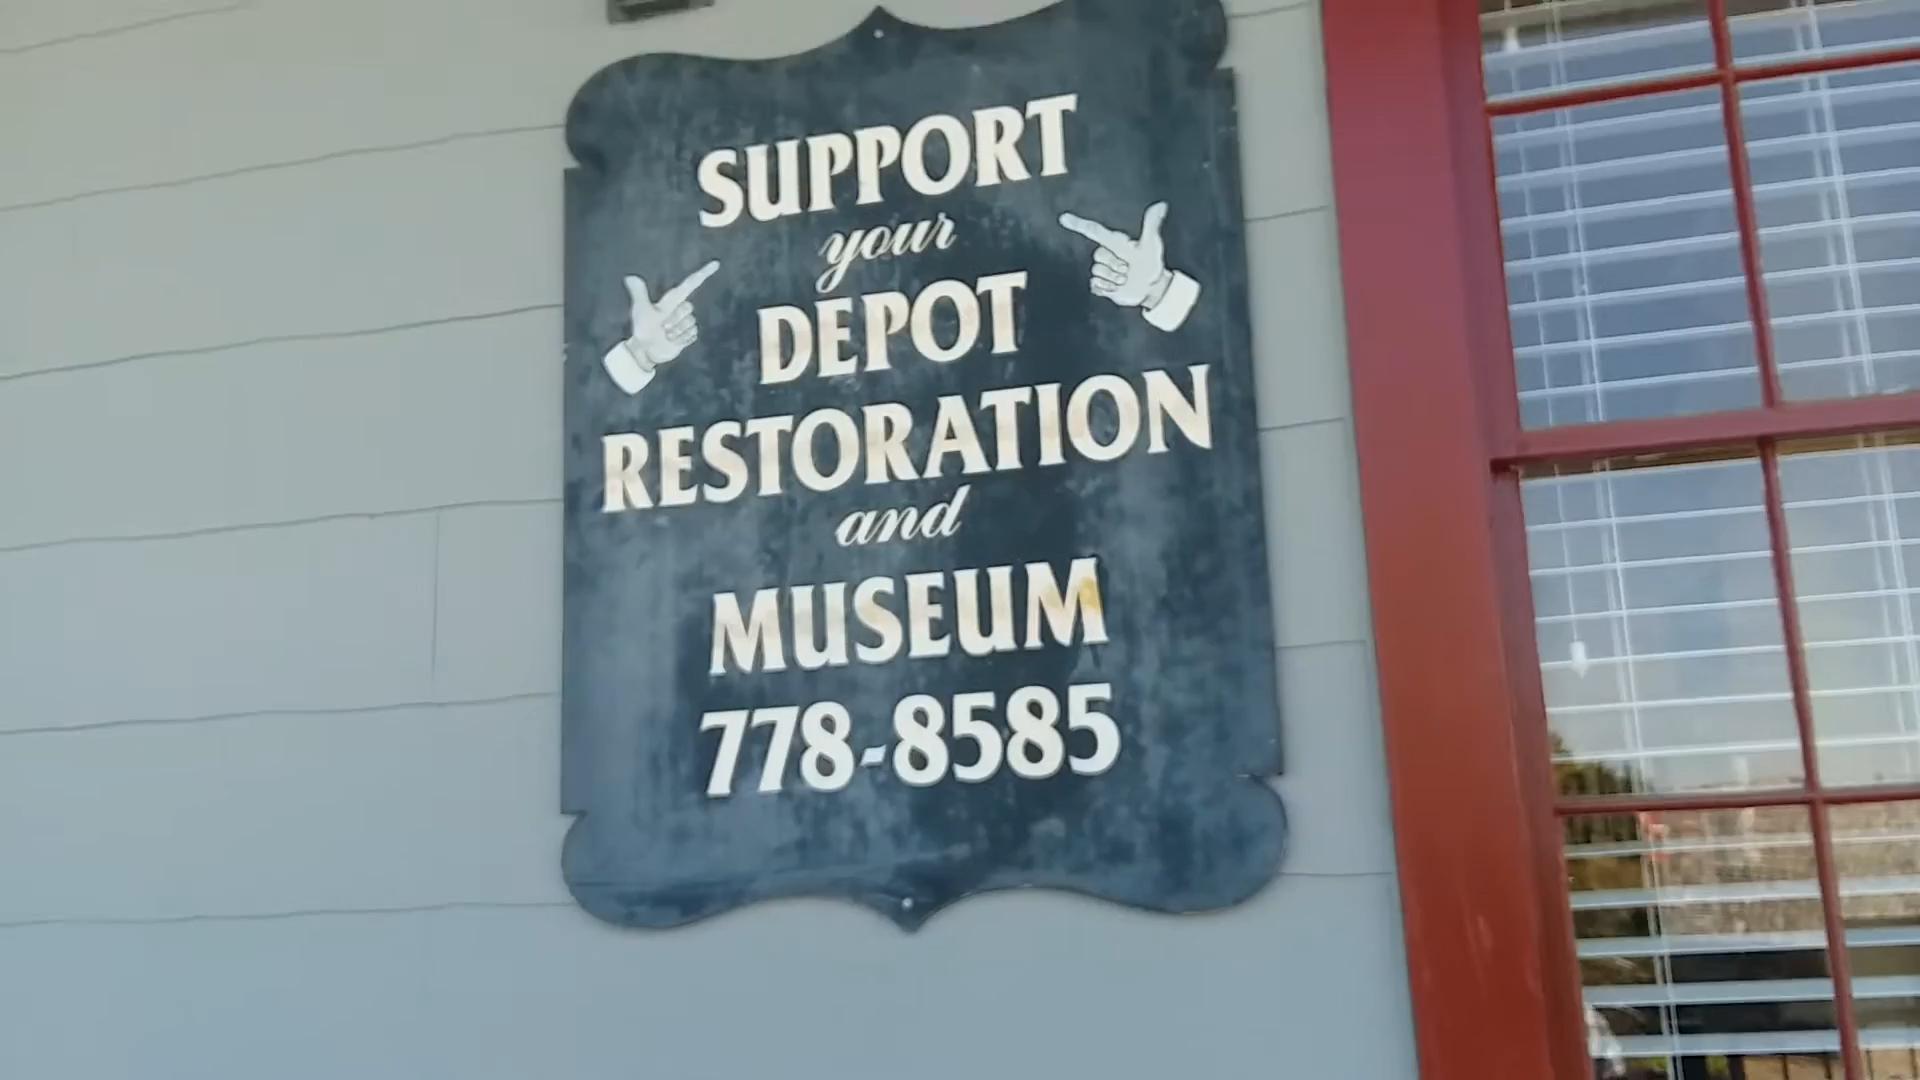 SUPPORT
your
DEPOT
RESTORATION
and
MUSEUM
778-8585